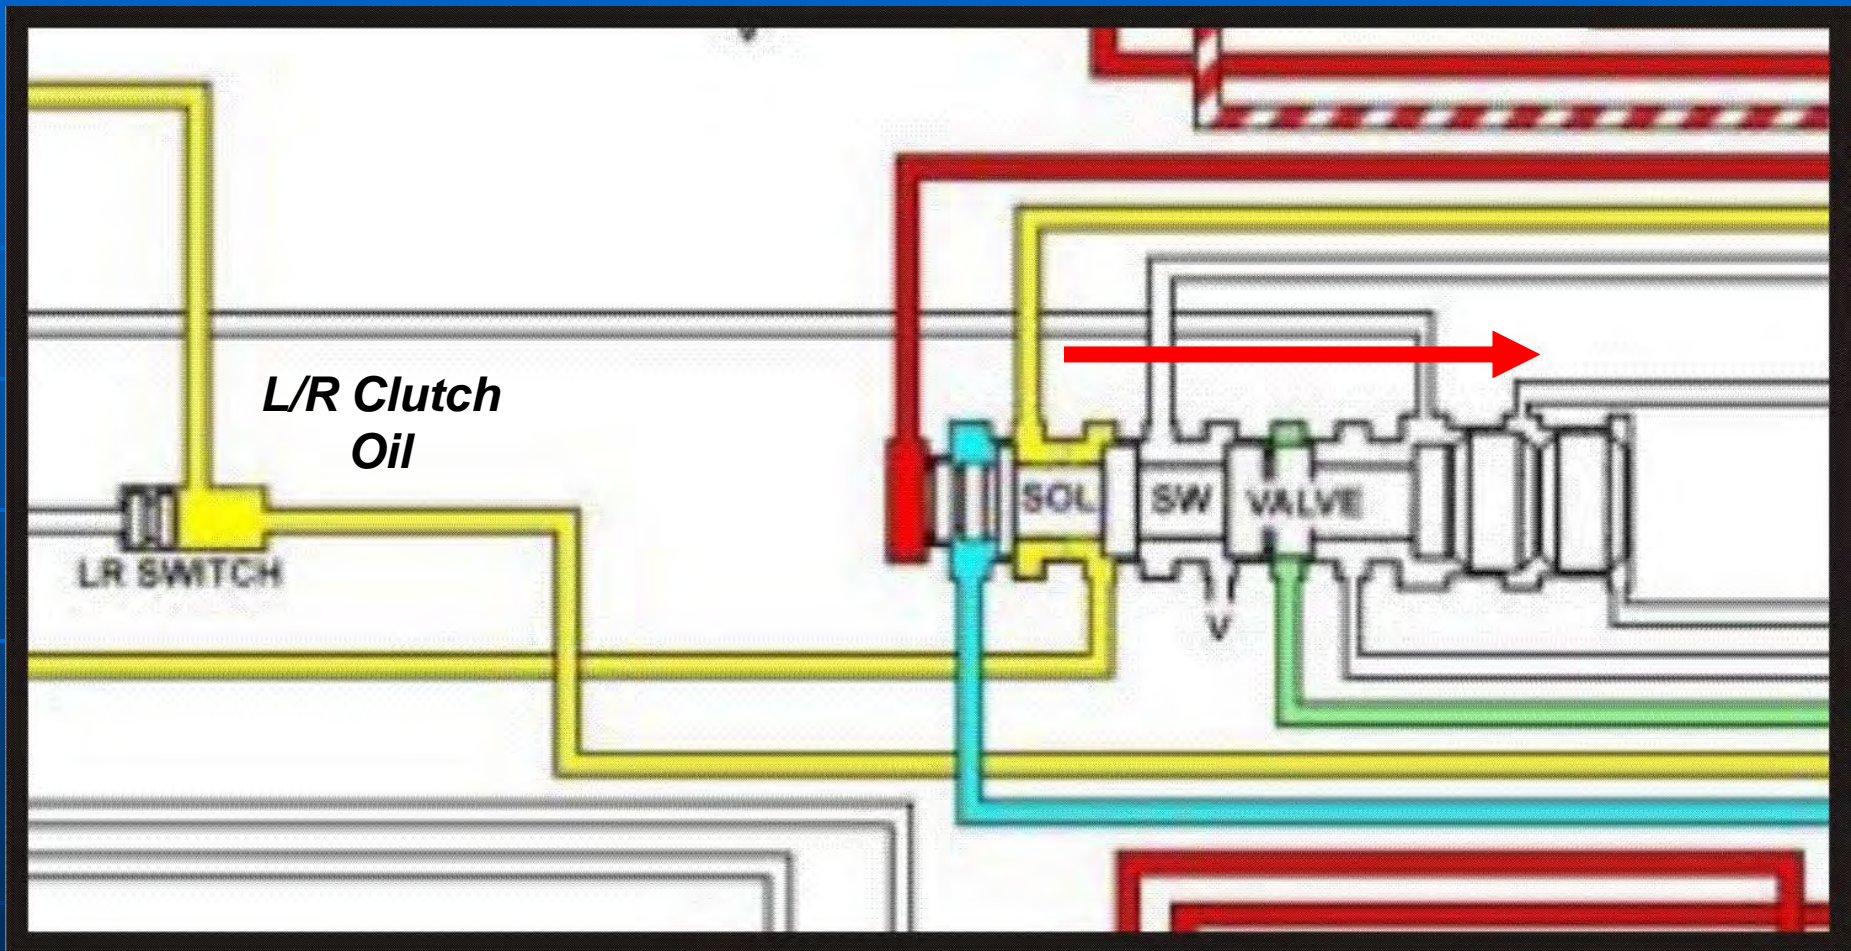 V
L/R Clutch
Oil
SOL SW VALVE
LR SWITCH
V